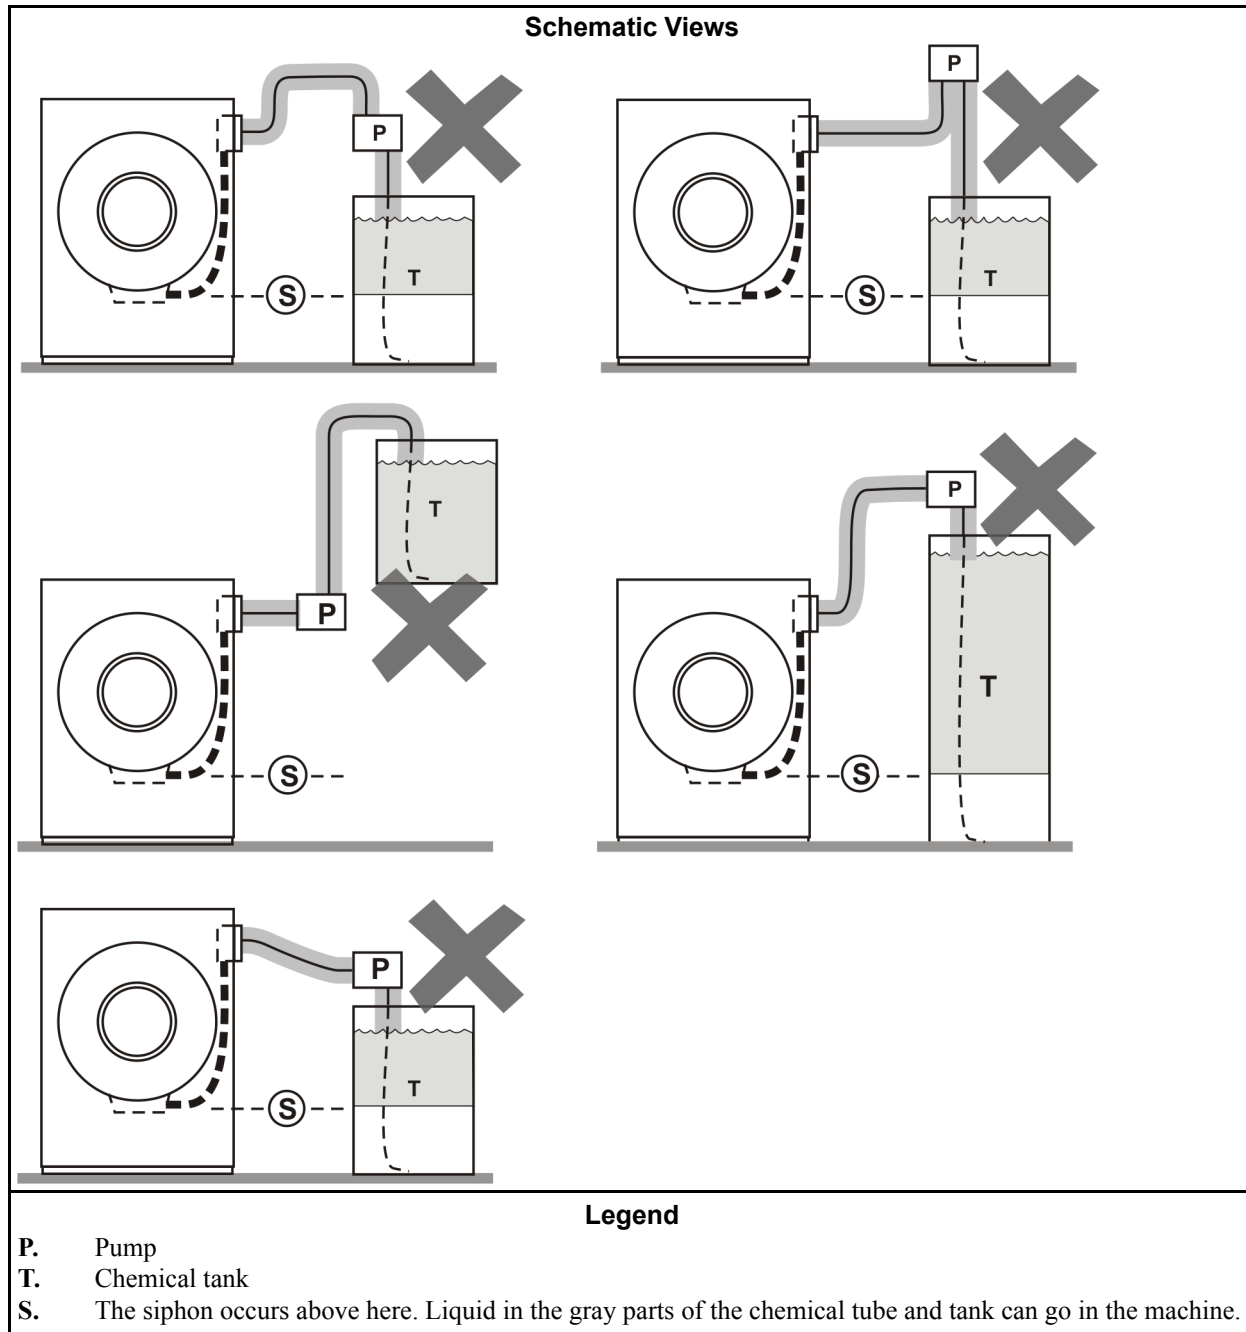 Schematic Views
P
T
S
P
T
S
T
P
S
P
T
S
P
T
S
Legend
P. Pump
T. Chemical tank
S. The siphon occurs above here. Liquid in the gray parts of the chemical tube and tank can go in the machine.